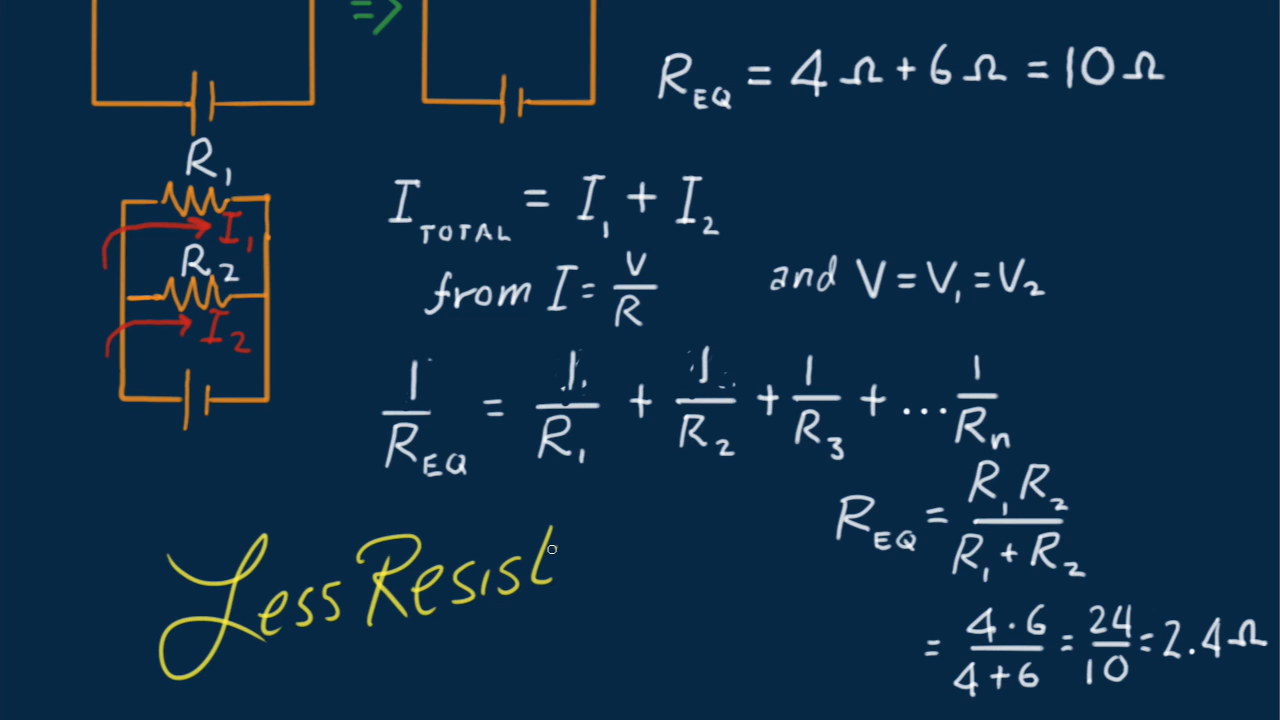 =>
R_EQ = 4 Ω + 6 Ω = 10 Ω
R₁
I_TOTAL = I₁ + I₂
I₁
R₂
from I = V/R and V = V₁ = V₂
I₂
1/R_EQ = 1/R₁ + 1/R₂ + 1/R₃ + ... 1/Rₙ
R_EQ = R₁R₂/R₁ + R₂
Less Resist
= 4 · 6/4 + 6 = 24/10 = 2.4 Ω